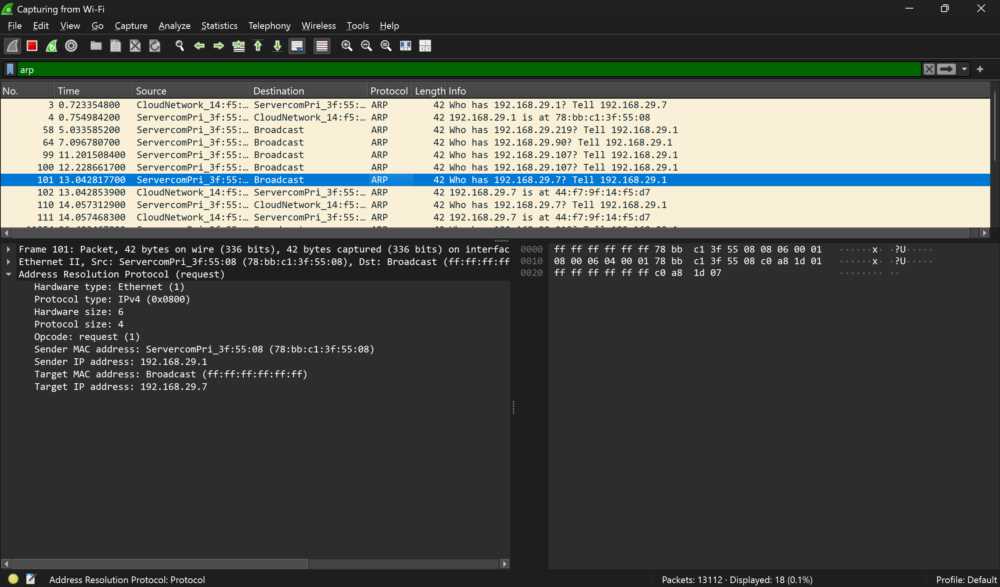 Capturing from Wi-Fi
File Edit View Go Capture Analyze Statistics Telephony Wireless Tools Help
arp
No. Time Source Destination Protocol Length Info
3 0.723354800 CloudNetwork_14:f5:… ServercomPri_3f:55:… ARP 42 Who has 192.168.29.1? Tell 192.168.29.7
4 0.754984200 ServercomPri_3f:55:… CloudNetwork_14:f5:… ARP 42 192.168.29.1 is at 78:bb:c1:3f:55:08
58 5.033585200 ServercomPri_3f:55:… Broadcast ARP 42 Who has 192.168.29.219? Tell 192.168.29.1
64 7.096780700 ServercomPri_3f:55:… Broadcast ARP 42 Who has 192.168.29.90? Tell 192.168.29.1
99 11.201508400 ServercomPri_3f:55:… Broadcast ARP 42 Who has 192.168.29.107? Tell 192.168.29.1
100 12.228661700 ServercomPri_3f:55:… Broadcast ARP 42 Who has 192.168.29.107? Tell 192.168.29.1
101 13.042817700 ServercomPri_3f:55:… Broadcast ARP 42 Who has 192.168.29.7? Tell 192.168.29.1
102 13.042853900 CloudNetwork_14:f5:… ServercomPri_3f:55:… ARP 42 192.168.29.7 is at 44:f7:9f:14:f5:d7
110 14.057312900 ServercomPri_3f:55:… CloudNetwork_14:f5:… ARP 42 Who has 192.168.29.7? Tell 192.168.29.1
111 14.057468300 CloudNetwork_14:f5:… ServercomPri_3f:55:… ARP 42 192.168.29.7 is at 44:f7:9f:14:f5:d7
Frame 101: Packet, 42 bytes on wire (336 bits), 42 bytes captured (336 bits) on interfac
Ethernet II, Src: ServercomPri_3f:55:08 (78:bb:c1:3f:55:08), Dst: Broadcast (ff:ff:ff:ff
Address Resolution Protocol (request)
Hardware type: Ethernet (1)
Protocol type: IPv4 (0x0800)
Hardware size: 6
Protocol size: 4
Opcode: request (1)
Sender MAC address: ServercomPri_3f:55:08 (78:bb:c1:3f:55:08)
Sender IP address: 192.168.29.1
Target MAC address: Broadcast (ff:ff:ff:ff:ff:ff)
Target IP address: 192.168.29.7
0000 ff ff ff ff ff ff 78 bb c1 3f 55 08 08 06 00 01 ······x· ·?U·····
0010 08 00 06 04 00 01 78 bb c1 3f 55 08 c0 a8 1d 01 ······x· ·?U·····
0020 ff ff ff ff ff ff c0 a8 1d 07 ········ ··
Address Resolution Protocol: Protocol
Packets: 13112 · Displayed: 18 (0.1%)
Profile: Default